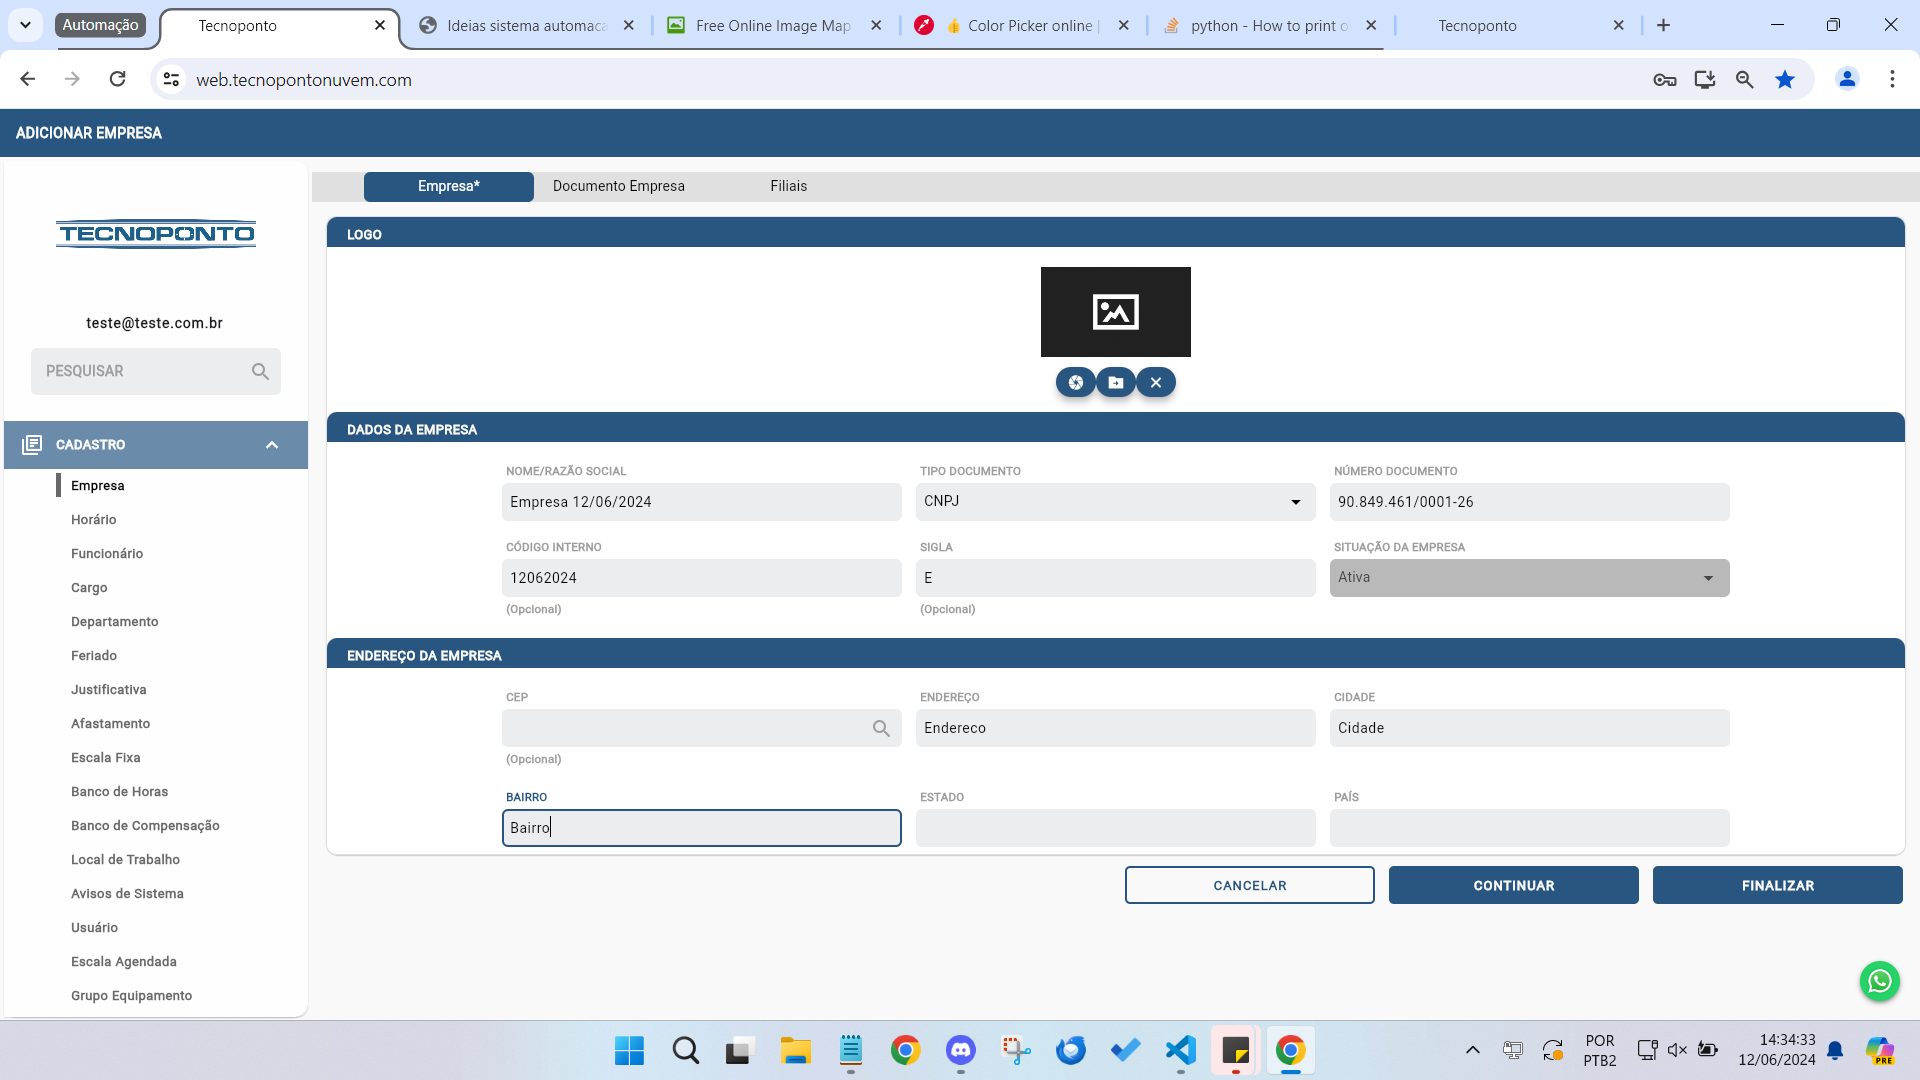 Automação
Tecnoponto
Ideias sistema automaca
Free Online Image Map
Color Picker online |
python - How to print o
Tecnoponto
web.tecnopontonuvem.com
ADICIONAR EMPRESA
Empresa*
Documento Empresa
Filiais
TECNOPONTO
teste@teste.com.br
PESQUISAR
CADASTRO
Empresa
Horário
Funcionário
Cargo
Departamento
Feriado
Justificativa
Afastamento
Escala Fixa
Banco de Horas
Banco de Compensação
Local de Trabalho
Avisos de Sistema
Usuário
Escala Agendada
Grupo Equipamento
LOGO
DADOS DA EMPRESA
NOME/RAZÃO SOCIAL
TIPO DOCUMENTO
NÚMERO DOCUMENTO
Empresa 12/06/2024
CNPJ
90.849.461/0001-26
CÓDIGO INTERNO
SIGLA
SITUAÇÃO DA EMPRESA
12062024
E
Ativa
(Opcional)
(Opcional)
ENDEREÇO DA EMPRESA
CEP
ENDEREÇO
CIDADE
Endereco
Cidade
(Opcional)
BAIRRO
ESTADO
PAÍS
Bairro
CANCELAR
CONTINUAR
FINALIZAR
POR
PTB2
14:34:33
12/06/2024
PRE